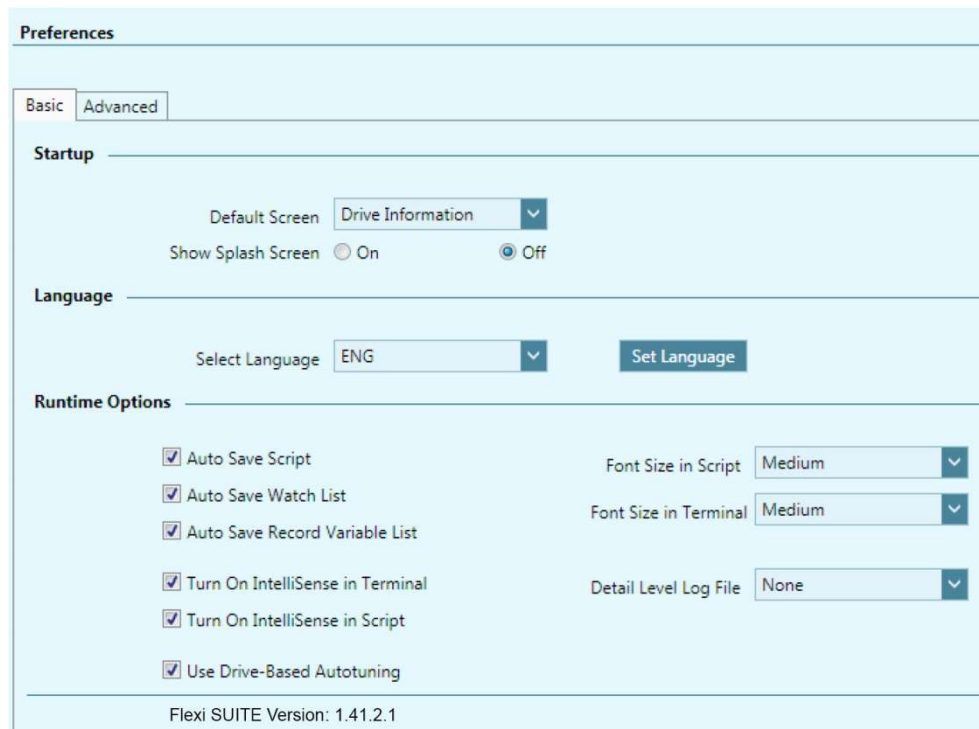 Preferences
Basic Advanced
Startup
Default Screen Drive Information
Show Splash Screen On Off
Language
Select Language ENG Set Language
Runtime Options
Auto Save Script Font Size in Script Medium
Auto Save Watch List Font Size in Terminal Medium
Auto Save Record Variable List
Turn On IntelliSense in Terminal Detail Level Log File None
Turn On IntelliSense in Script
Use Drive-Based Autotuning
Flexi SUITE Version: 1.41.2.1